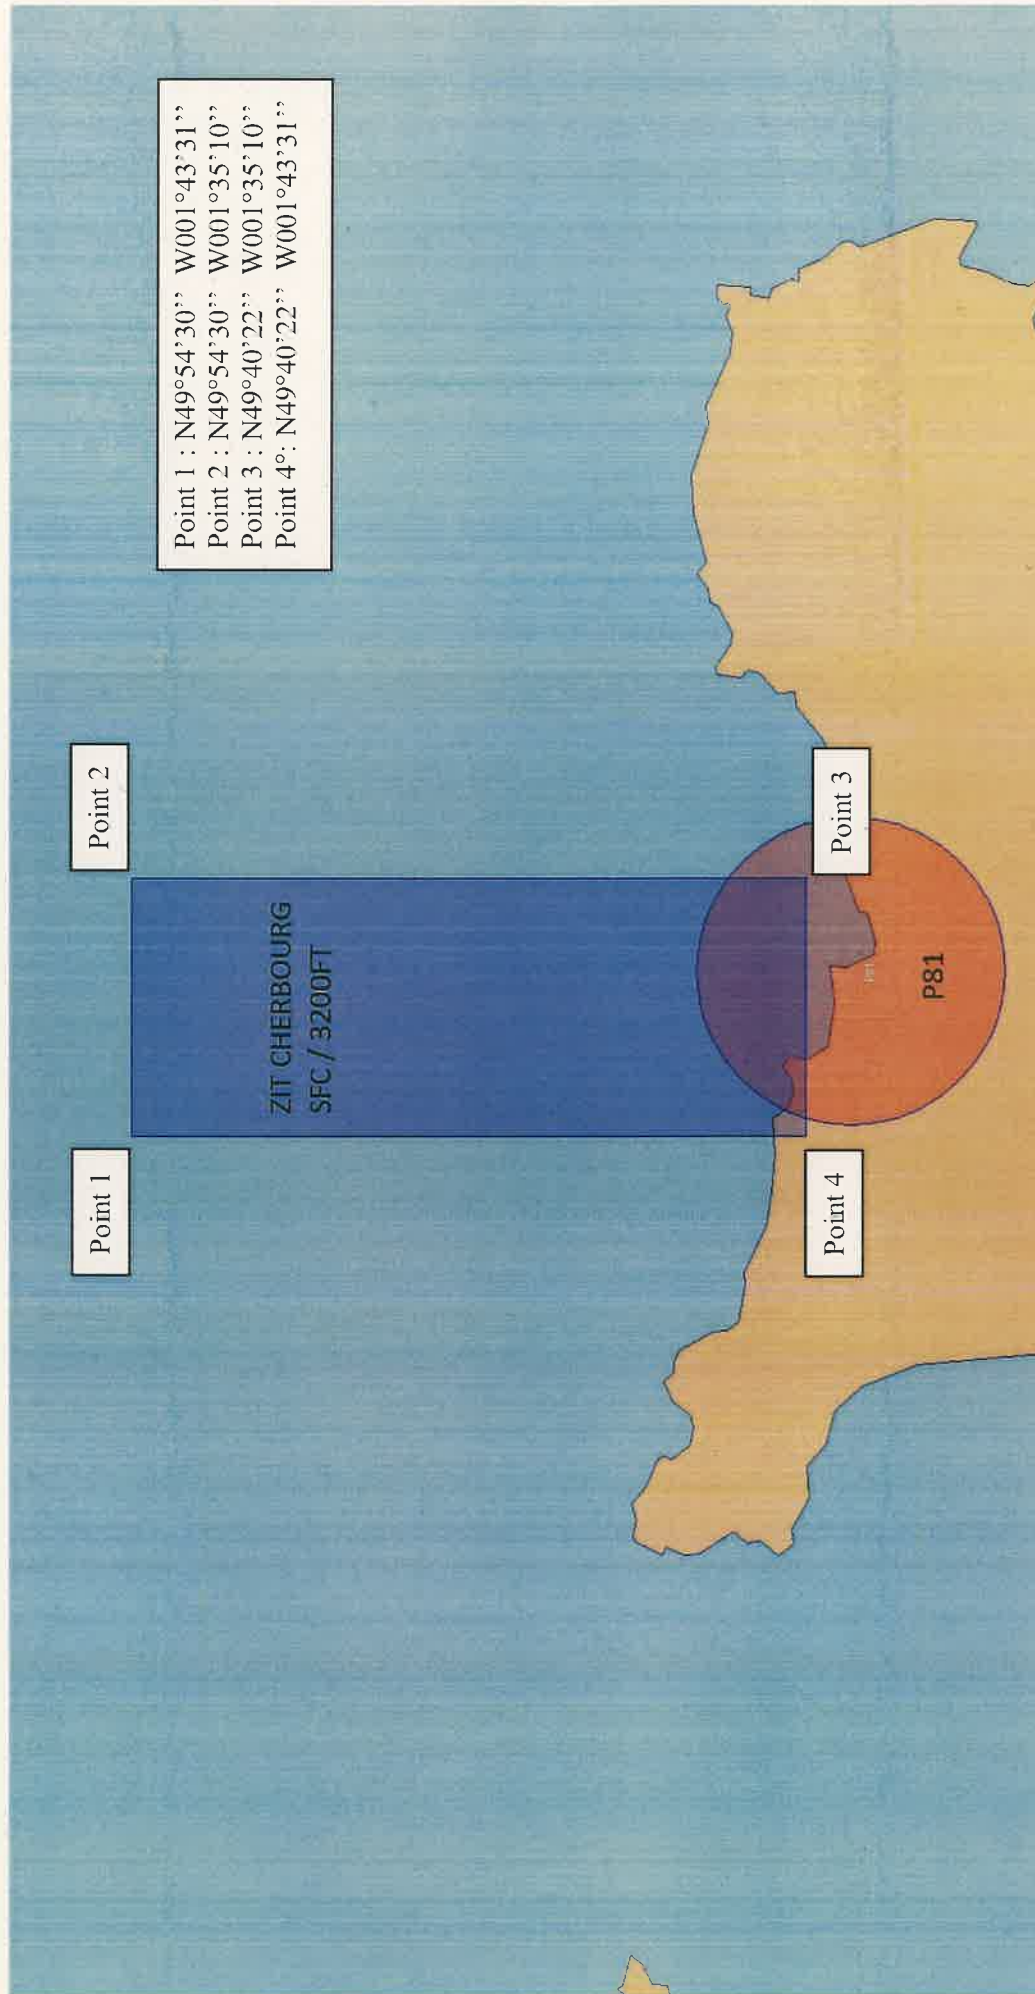 Point 1 : N49°54'30'' W001°43'31''
Point 2 : N49°54'30'' W001°35'10''
Point 3 : N49°40'22'' W001°35'10''
Point 4°: N49°40'22'' W001°43'31''
Point 1
Point 2
ZIT CHERBOURG
SFC / 3200FT
Point 4
Point 3
P81